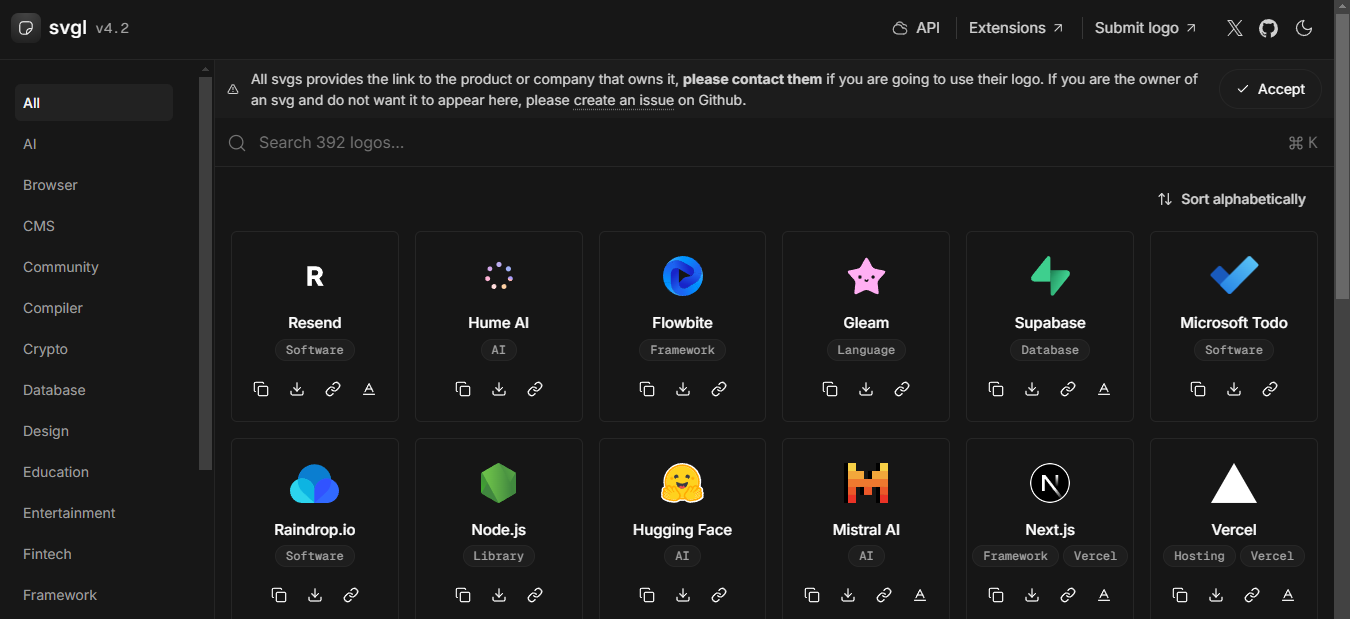 svgl v4.2
API
Extensions ↗
Submit logo ↗
All
AI
Browser
CMS
Community
Compiler
Crypto
Database
Design
Education
Entertainment
Fintech
Framework
All svgs provides the link to the product or company that owns it, please contact them if you are going to use their logo. If you are the owner of
an svg and do not want it to appear here, please create an issue on Github.
Accept
Search 392 logos...
⌘ K
Sort alphabetically
R
Resend
Software
Hume AI
AI
Flowbite
Framework
Gleam
Language
Supabase
Database
Microsoft Todo
Software
Raindrop.io
Software
Node.js
Library
Hugging Face
AI
Mistral AI
AI
N
Next.js
Framework Vercel
Vercel
Hosting Vercel